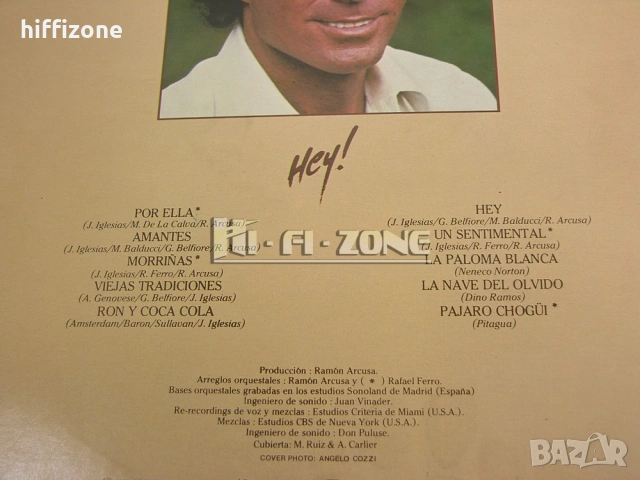 hiffizone
Hey!
POR ELLA*
(J. Iglesias/M. De La Calva/R. Arcusa)
AMANTES
(J. Iglesias/M. Balducci/G. Belfiore/R. Arcusa)
MORRIÑAS*
(J. Iglesias/R. Ferro/R. Arcusa)
VIEJAS TRADICIONES
(A. Genovese/G. Belfiore/J. Iglesias)
RON Y COCA COLA
(Amsterdam/Baron/Sullavan/J. Iglesias)
HEY
(J. Iglesias/G. Belfiore/M. Balducci/R. Arcusa)
UN SENTIMENTAL*
(J. Iglesias/R. Ferro/R. Arcusa)
LA PALOMA BLANCA
(Neneco Norton)
LA NAVE DEL OLVIDO
(Dino Ramos)
PAJARO CHOGÜI*
(Pitagua)
HI-FI-ZONE
Producción : Ramón Arcusa.
Arreglos orquestales : Ramón Arcusa y ( * ) Rafael Ferro.
Bases orquestales grabadas en los estudios Sonoland de Madrid (España)
Ingeniero de sonido : Juan Vinader.
Re-recordings de voz y mezclas : Estudios Criteria de Miami (U.S.A.).
Mezclas : Estudios CBS de Nueva York (U.S.A.).
Ingeniero de sonido : Don Puluse.
Cubierta: M. Ruiz & A. Carlier
COVER PHOTO: ANGELO COZZI
BAZAR